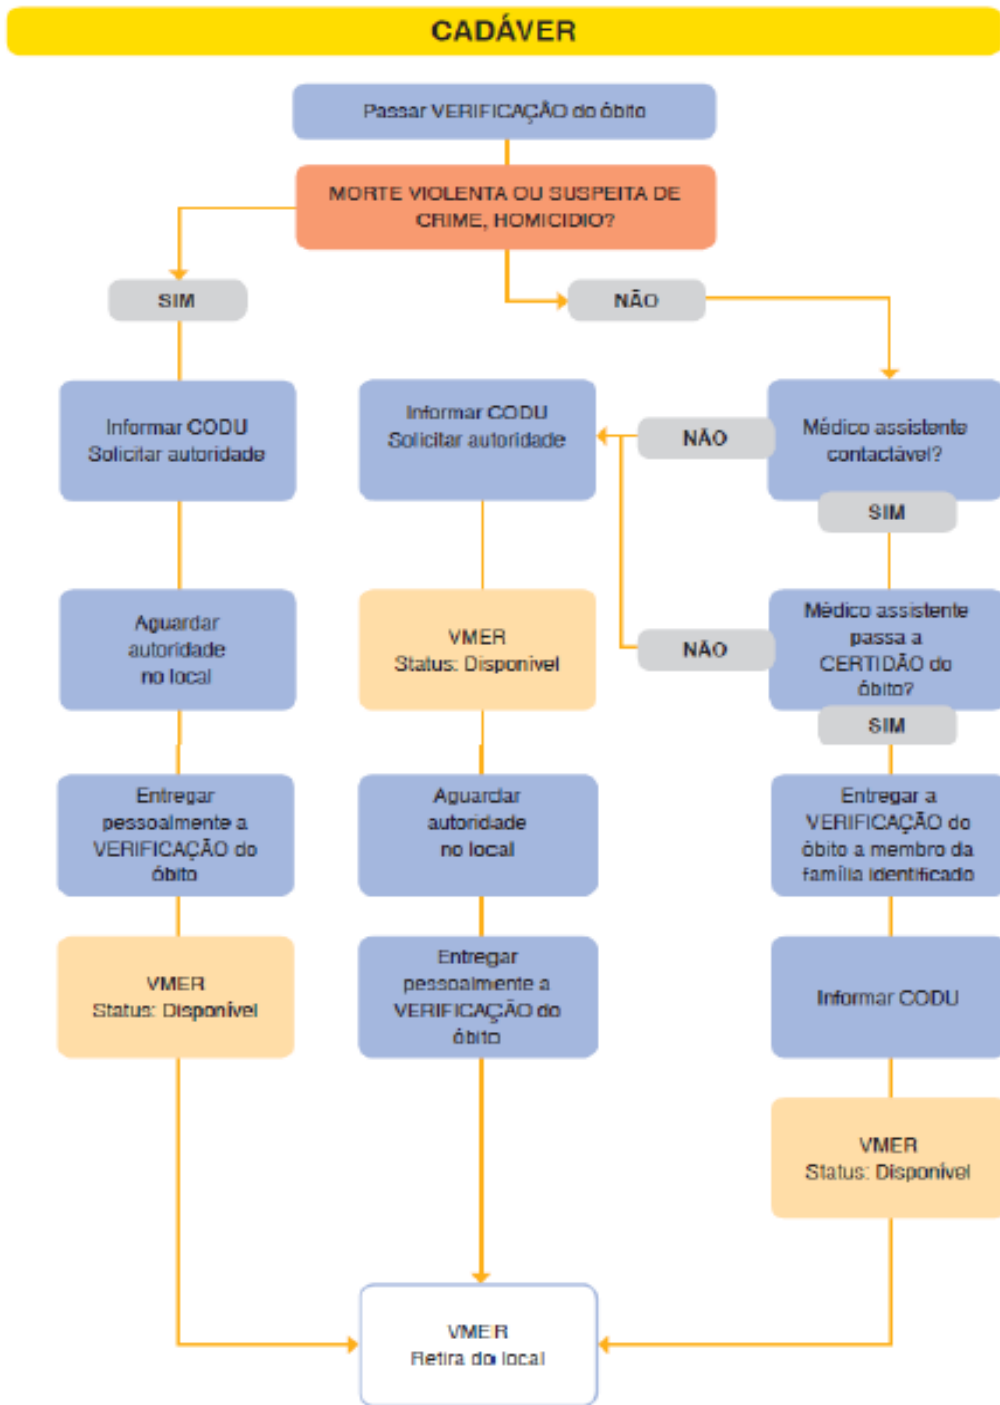 CADÁVER
Passar VERIFICAÇÃO do óbito
MORTE VIOLENTA OU SUSPEITA DE
CRIME, HOMICIDIO?
SIM
NÃO
Informar CODU
Solicitar autoridade
Informar CODU
Solicitar autoridade
NÃO
Médico assistente
contactável?
SIM
Aguardar
autoridade
no local
VMER
Status: Disponível
NÃO
Médico assistente
passa a
CERTIDÃO do
óbito?
SIM
Entregar
pessoalmente a
VERIFICAÇÃO do
óbito
Aguardar
autoridade
no local
Entregar a
VERIFICAÇÃO do
óbito a membro da
família identificado
VMER
Status: Disponível
Entregar
pessoalmente a
VERIFICAÇÃO do
óbito
Informar CODU
VMER
Status: Disponível
VMER
Retira do local